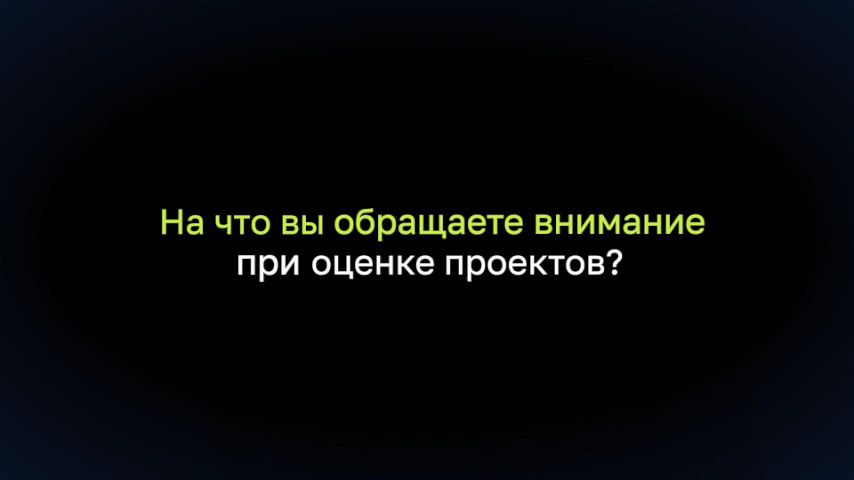 На что вы обращаете внимание
при оценке проектов?